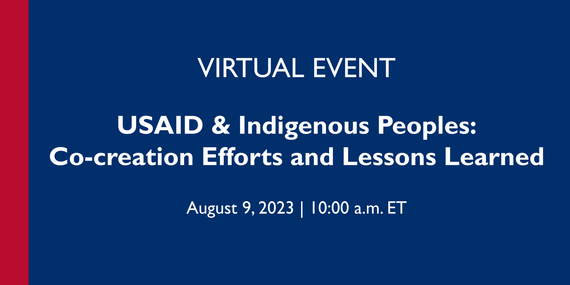 VIRTUAL EVENT
USAID & Indigenous Peoples:
Co-creation Efforts and Lessons Learned
August 9, 2023 | 10:00 a.m. ET